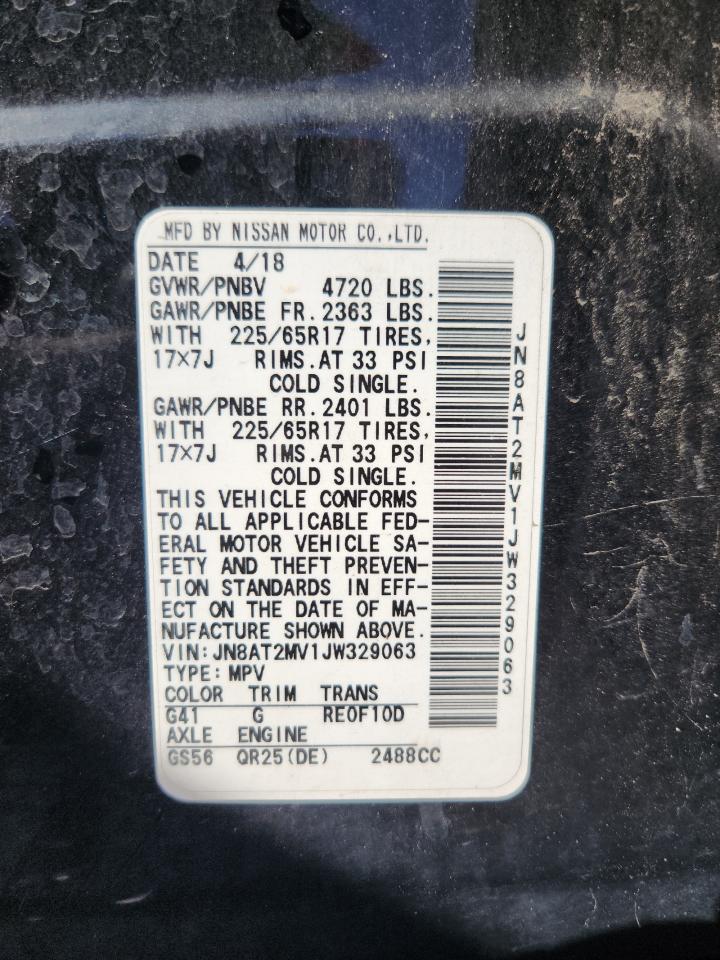 MFD BY NISSAN MOTOR CO.,LTD.
DATE 4/18
GVWR/PNBV 4720 LBS.
GAWR/PNBE FR. 2363 LBS.
WITH 225/65R17 TIRES,
17×7J RIMS.AT 33 PSI
COLD SINGLE.
GAWR/PNBE RR. 2401 LBS.
WITH 225/65R17 TIRES,
17×7J RIMS.AT 33 PSI
COLD SINGLE.
THIS VEHICLE CONFORMS
TO ALL APPLICABLE FED-
ERAL MOTOR VEHICLE SA-
FETY AND THEFT PREVEN-
TION STANDARDS IN EFF-
ECT ON THE DATE OF MA-
NUFACTURE SHOWN ABOVE.
VIN:JN8AT2MV1JW329063
TYPE:MPV
COLOR TRIM TRANS
G41 G RE0F10D
AXLE ENGINE
GS56 QR25(DE) 2488CC
JN8AT2MV1JW329063